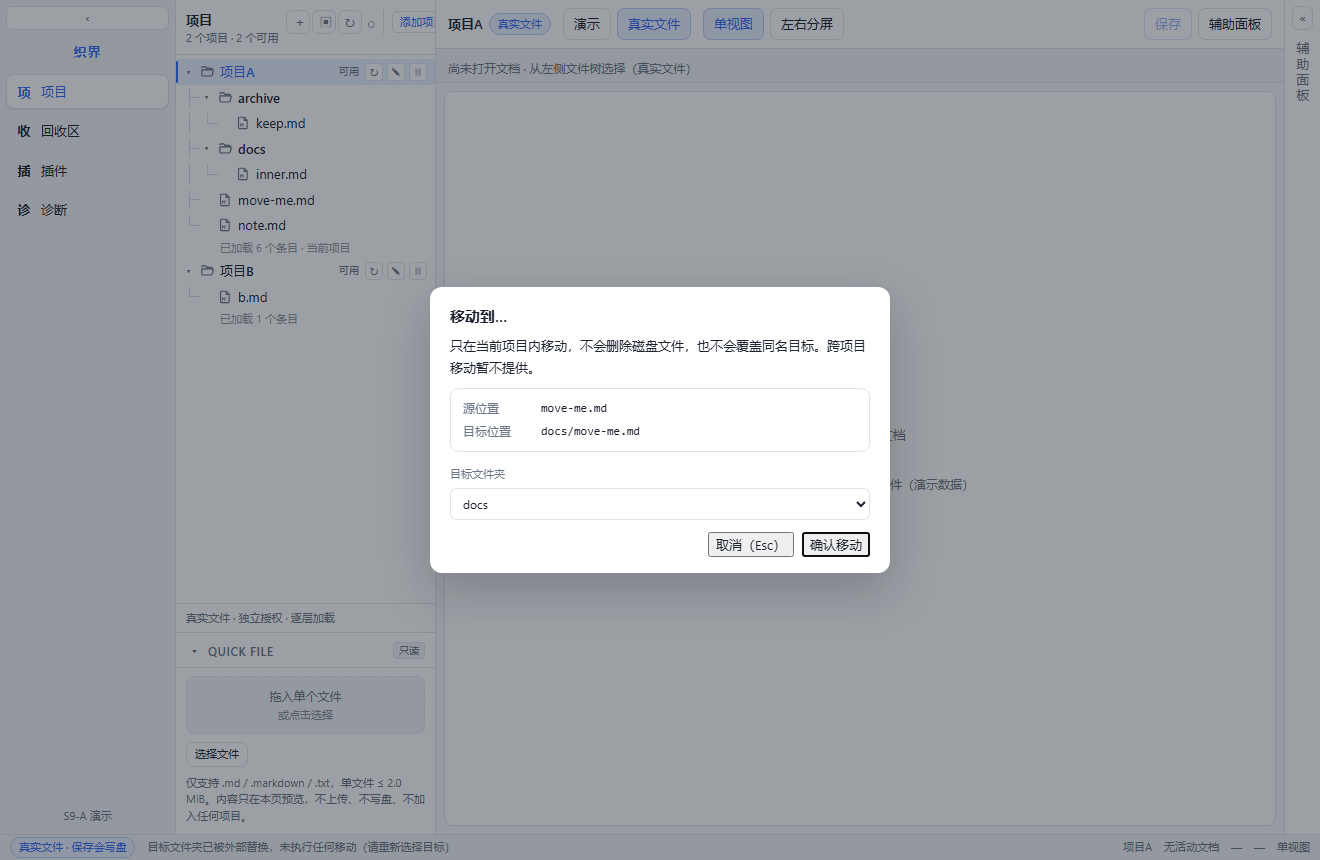 ‹
织界
项 项目
收 回收区
插 插件
诊 诊断
S9-A 演示
项目
2 个项目 · 2 个可用
+ ↻ ○ 添加项
项目A 可用
archive
keep.md
docs
inner.md
move-me.md
note.md
已加载 6 个条目 · 当前项目
项目B 可用
b.md
已加载 1 个条目
真实文件 · 独立授权 · 逐层加载
QUICK FILE 只读
拖入单个文件
或点击选择
选择文件
仅支持 .md / .markdown / .txt，单文件 ≤ 2.0
MiB。内容只在本页预览，不上传、不写盘、不加
入任何项目。
项目A 真实文件 演示 真实文件 单视图 左右分屏 保存 辅助面板
尚未打开文档 · 从左侧文件树选择（真实文件）
文档
件（演示数据）
移动到...
只在当前项目内移动，不会删除磁盘文件，也不会覆盖同名目标。跨项目
移动暂不提供。
源位置 move-me.md
目标位置 docs/move-me.md
目标文件夹
docs
取消（Esc） 确认移动
«
辅助面板
真实文件 · 保存会写盘 目标文件夹已被外部替换，未执行任何移动（请重新选择目标） 项目A 无活动文档 — — 单视图